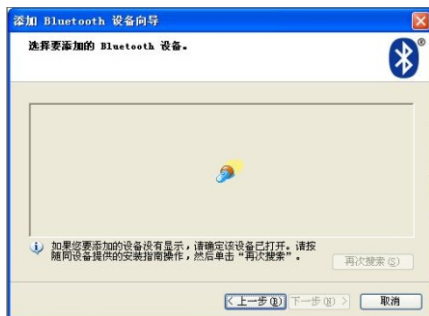 添加 Bluetooth 设备向导
选择要添加的 Bluetooth 设备。
®
如果您要添加的设备没有显示，请确定该设备已打开。请按
随同设备提供的安装指南操作，然后单击“再次搜索”。
再次搜索(S)
< 上一步(B)
下一步(N) >
取消